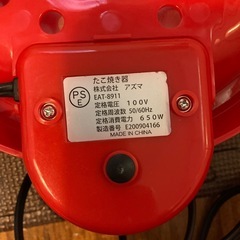 たこ焼き器
株式会社 アズマ
PSE
EAT-8911
定格電圧 100V
定格周波数 50/60Hz
定格消費電力 650W
製造番号 E200904166
MADE IN CHINA